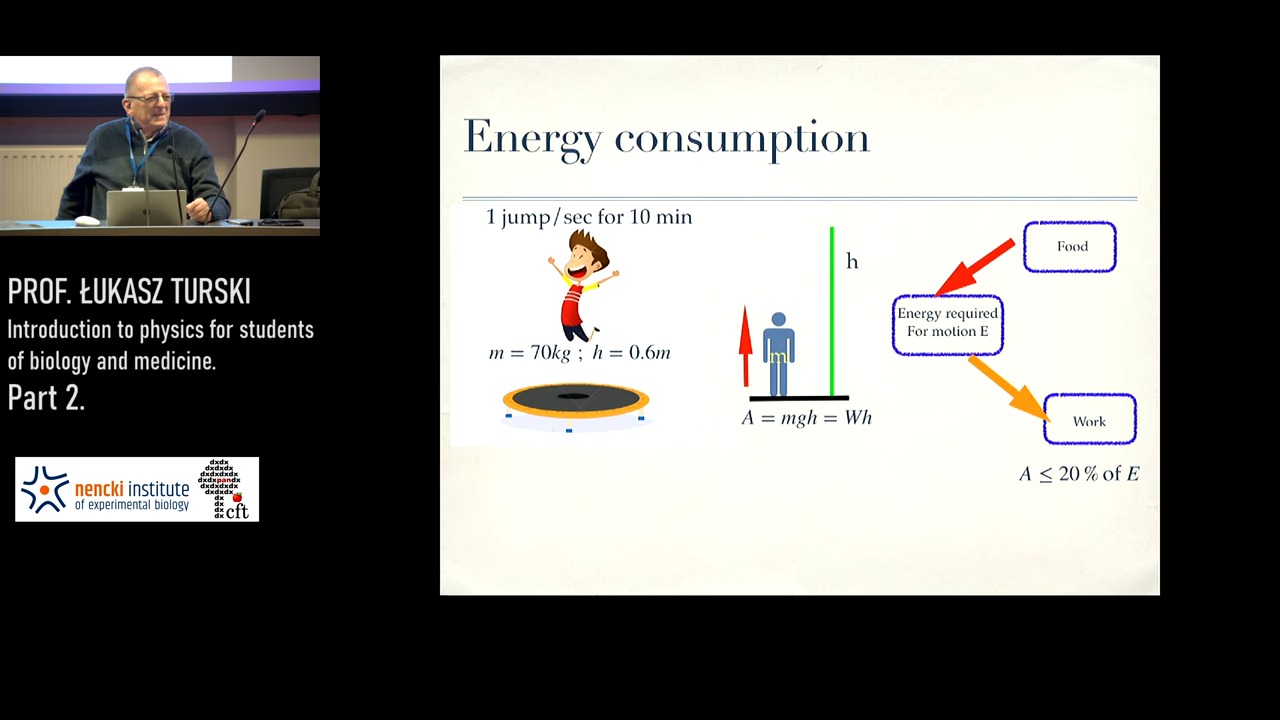 PROF. ŁUKASZ TURSKI
Introduction to physics for students
of biology and medicine.
Part 2.
nencki institute
of experimental biology
dxdx
dxdxdx
dxdxdxdx
dxdxpandx
dxdxdxdx
dxdxdx
dx
dx
dx
dx
cft
Energy consumption
1 jump/sec for 10 min
m = 70kg ; h = 0.6m
m
h
A = mgh = Wh
Food
Energy required
For motion E
Work
A ≤ 20 % of E